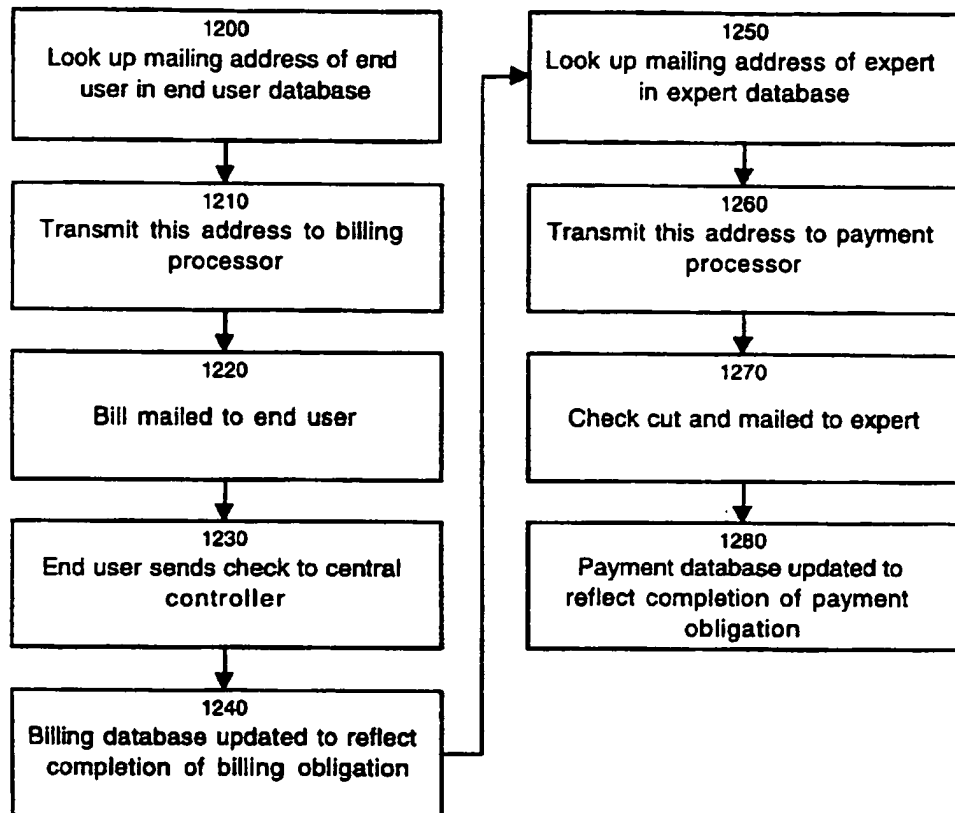 1200
Look up mailing address of end
user in end user database
1210
Transmit this address to billing
processor
1220
Bill mailed to end user
1230
End user sends check to central
controller
1240
Billing database updated to reflect
completion of billing obligation
1250
Look up mailing address of expert
in expert database
1260
Transmit this address to payment
processor
1270
Check cut and mailed to expert
1280
Payment database updated to
reflect completion of payment
obligation